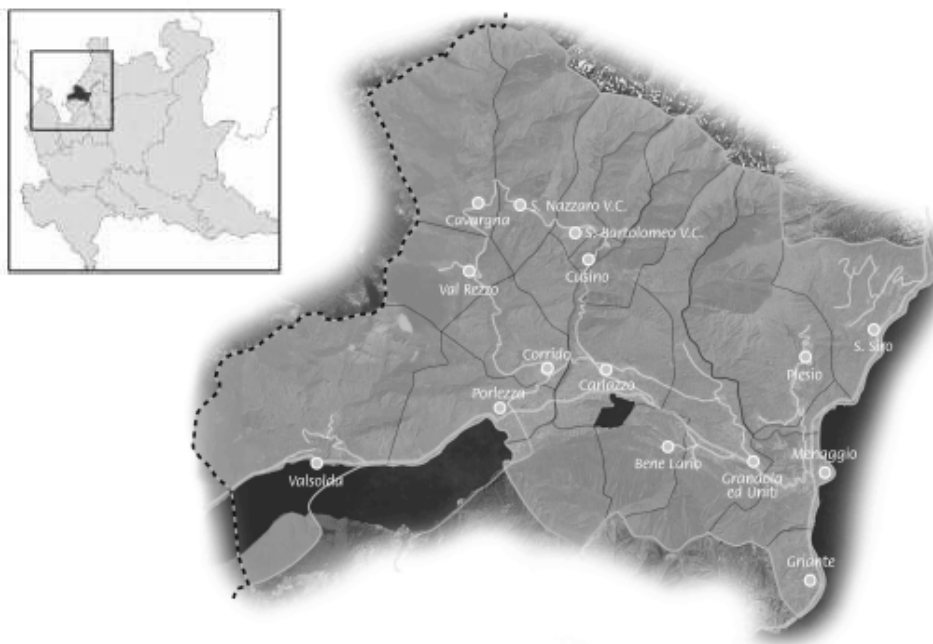 Cavargna
S. Nazzaro V.C.
S. Bartolomeo V.C.
Cusino
Val Rezzo
S. Siro
Corrido
Carlazzo
Plesio
Porlezza
Bene Lario
Grandola
ed Uniti
Menaggio
Valsolda
Griante